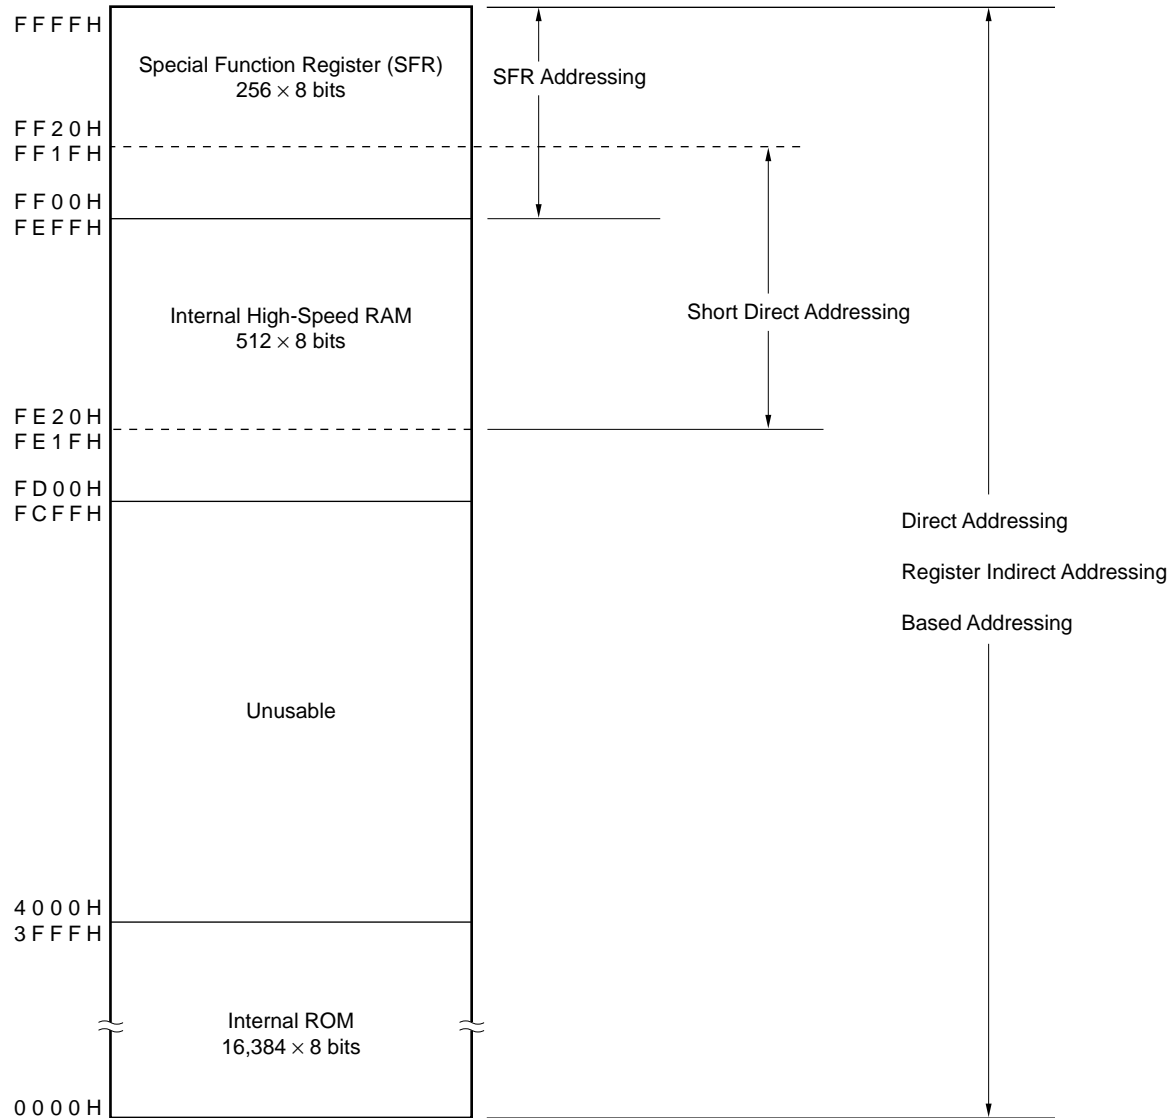 FFFFH
Special Function Register (SFR)
256 × 8 bits
SFR Addressing
FF20H
FF1FH
FF00H
FEFFH
Internal High-Speed RAM
512 × 8 bits
Short Direct Addressing
FE20H
FE1FH
FD00H
FCFFH
Direct Addressing
Register Indirect Addressing
Based Addressing
Unusable
4000H
3FFFH
Internal ROM
16,384 × 8 bits
0000H